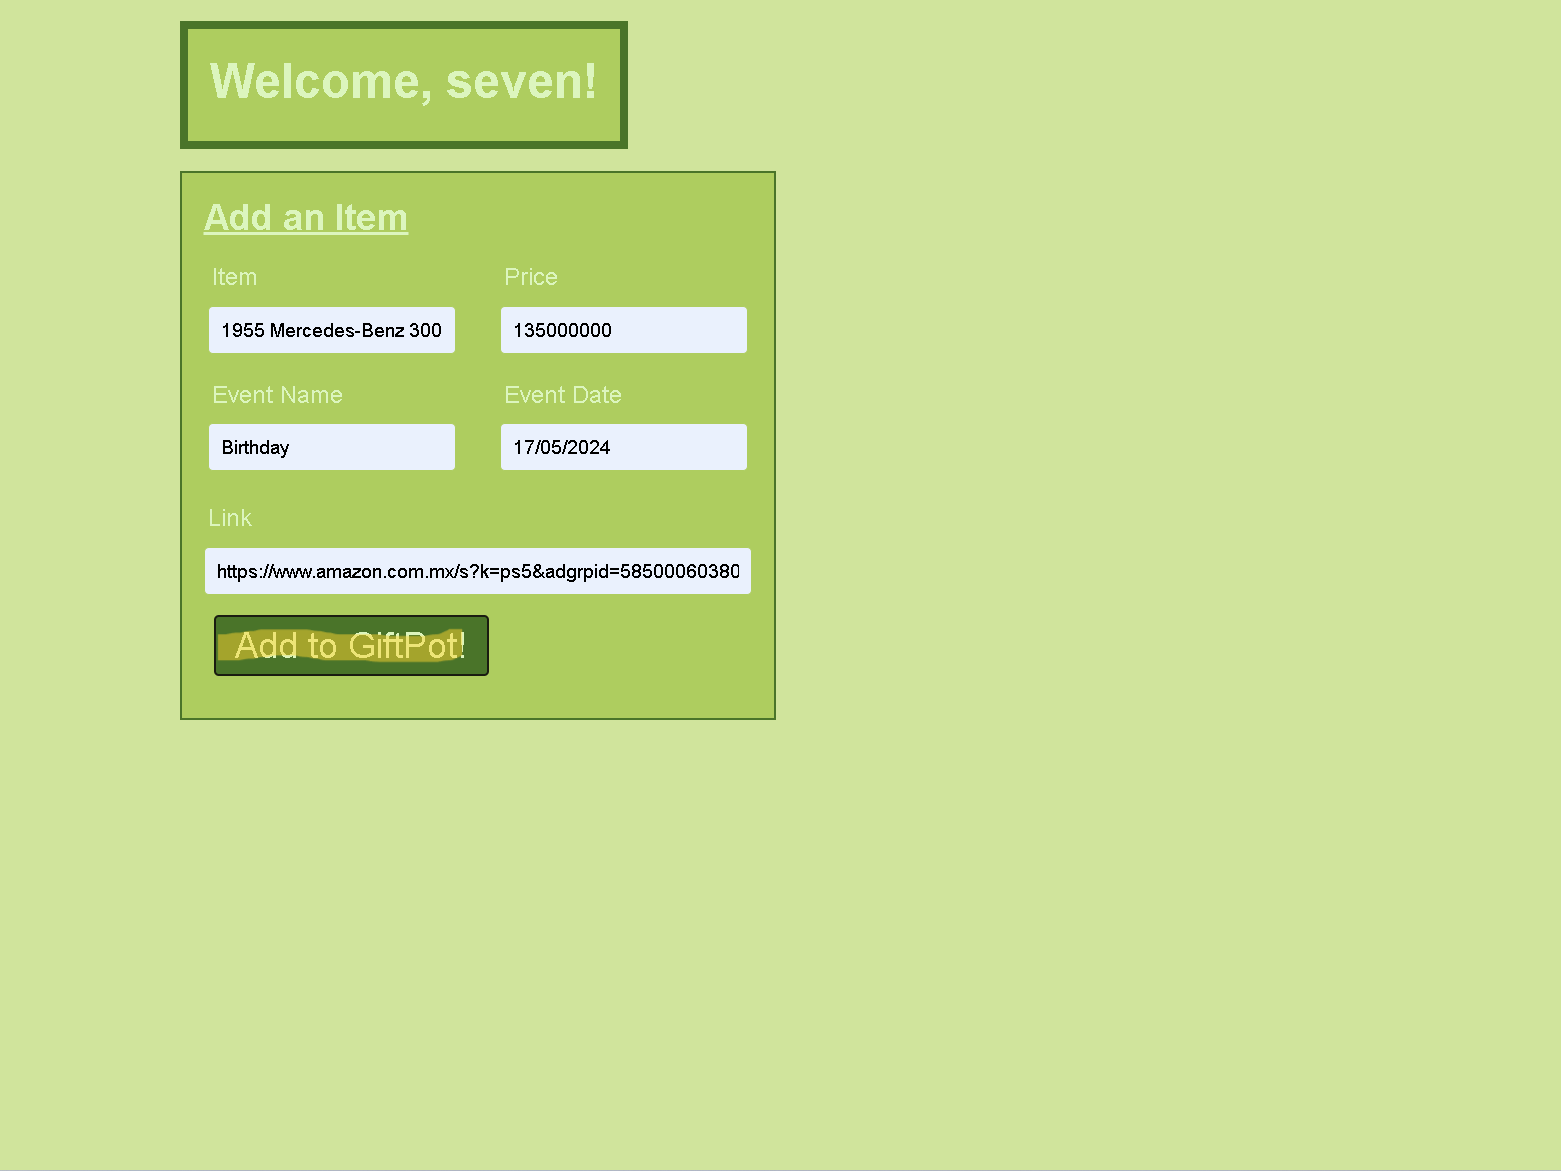 Welcome, seven!
Add an Item
Item Price
1955 Mercedes-Benz 300 135000000
Event Name Event Date
Birthday 17/05/2024
Link
https://www.amazon.com.mx/s?k=ps5&adgrpid=58500060380
Add to GiftPot!